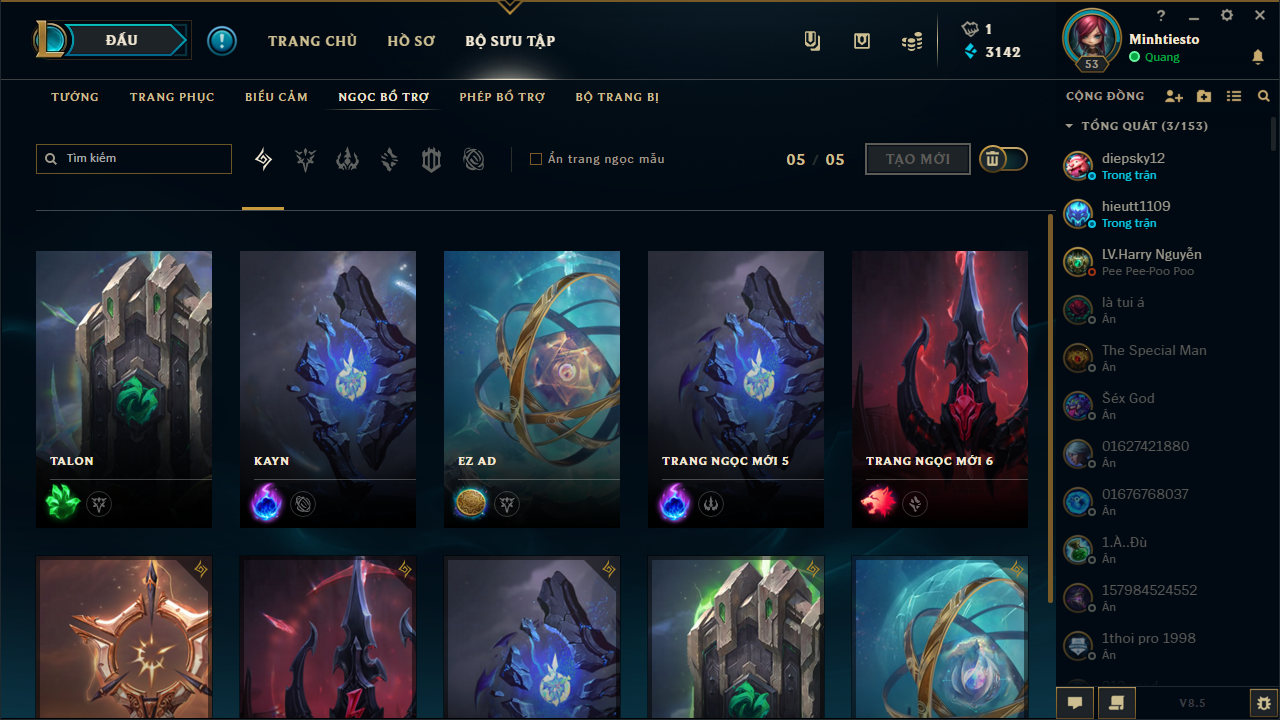 ĐẤU
!
TRANG CHỦ
HỒ SƠ
BỘ SƯU TẬP
1
3142
?
53
Minhtiesto
Quang
TƯỚNG
TRANG PHỤC
BIỂU CẢM
NGỌC BỔ TRỢ
PHÉP BỔ TRỢ
BỘ TRANG BỊ
CỘNG ĐỒNG
Tìm kiếm
Ẩn trang ngọc mẫu
05 / 05
TẠO MỚI
TỔNG QUÁT (3/153)
diepsky12
Trong trận
hieutt1109
Trong trận
LV.Harry Nguyễn
Pee Pee-Poo Poo
là tui á
Ẩn
The Special Man
Ẩn
Šéx God
Ẩn
01627421880
Ẩn
01676768037
Ẩn
1.À..Đù
Ẩn
157984524552
Ẩn
1thoi pro 1998
Ẩn
TALON
KAYN
EZ AD
TRANG NGỌC MỚI 5
TRANG NGỌC MỚI 6
V8.5